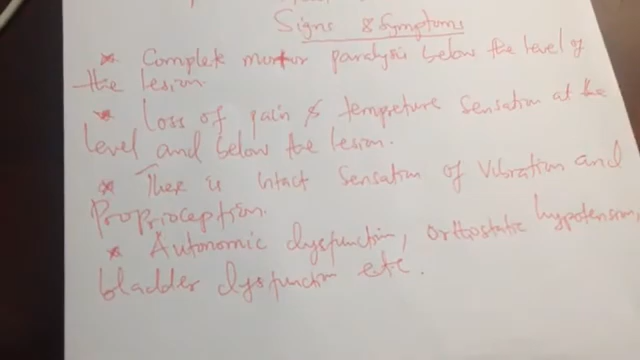 Signs & Symptoms
* Complete motor paralysis below the level of
the lesion.
* Loss of pain & tempreture sensation at the
level and below the lesion.
* There is intact sensation of vibration and
Proprioception.
* Autonomic dysfunction, orthostatic hypotension,
bladder dysfunction etc.